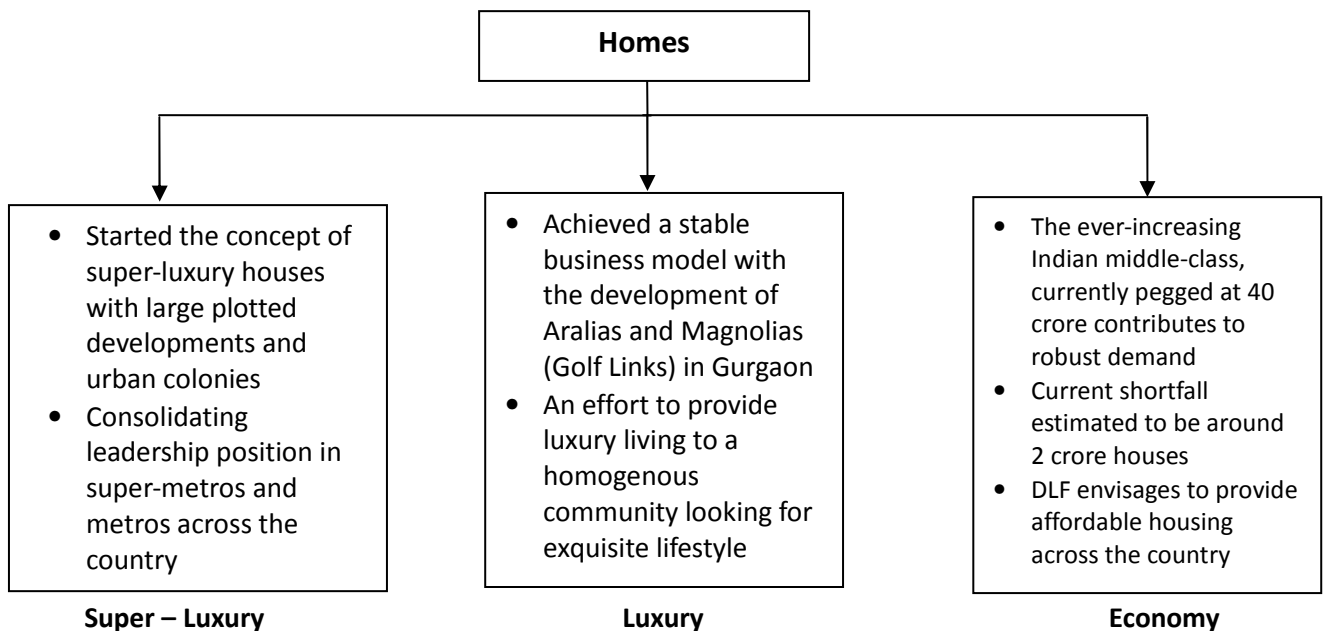 Homes
• Started the concept of
super-luxury houses
with large plotted
developments and
urban colonies
• Consolidating
leadership position in
super-metros and
metros across the
country
Super – Luxury
• Achieved a stable
business model with
the development of
Aralias and Magnolias
(Golf Links) in Gurgaon
• An effort to provide
luxury living to a
homogenous
community looking for
exquisite lifestyle
Luxury
• The ever-increasing
Indian middle-class,
currently pegged at 40
crore contributes to
robust demand
• Current shortfall
estimated to be around
2 crore houses
• DLF envisages to provide
affordable housing
across the country
Economy